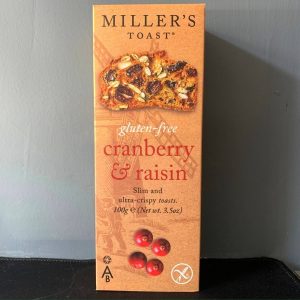 MILLER'S
TOAST®
gluten-free
cranberry
& raisin
Slim and
ultra-crispy toasts.
100g ℮ (Net wt. 3.5oz)
A B